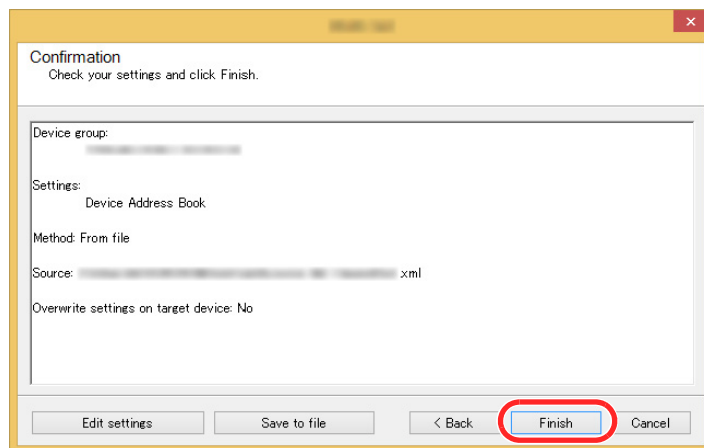 Confirmation
Check your settings and click Finish.
Device group:
Settings:
Device Address Book
Method: From file
Source: .xml
Overwrite settings on target device: No
Edit settings
Save to file
< Back
Finish
Cancel